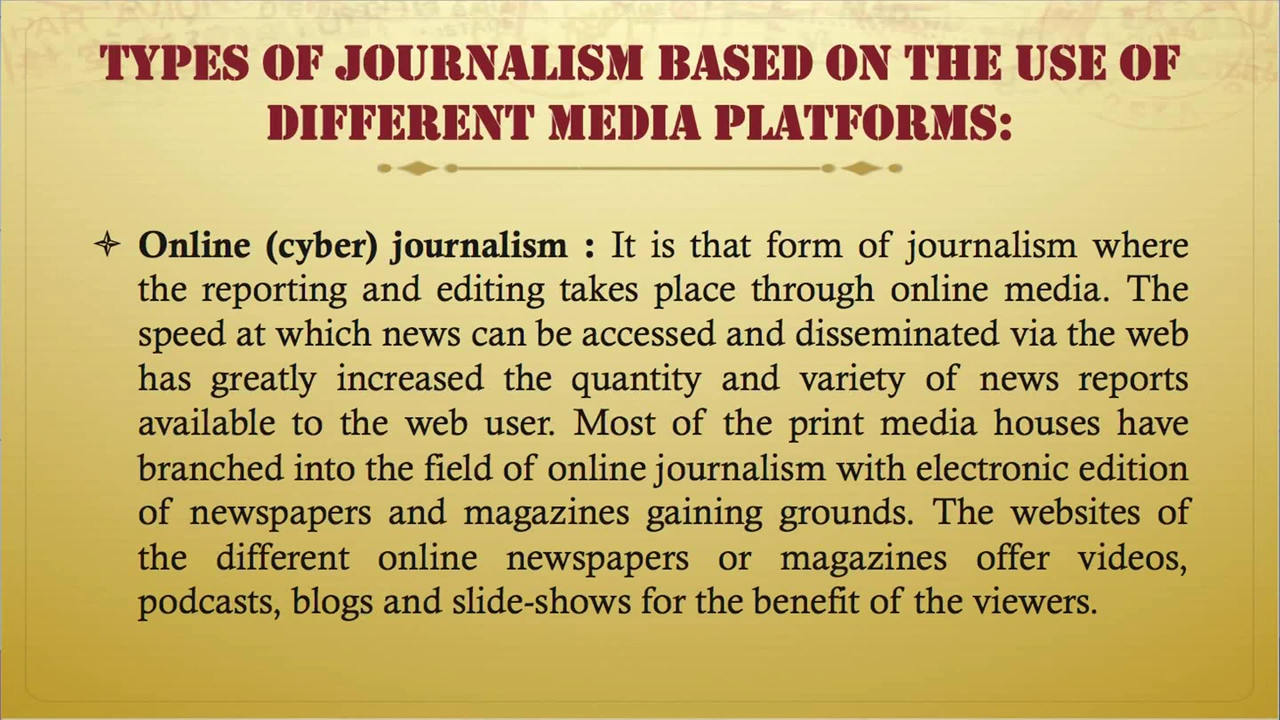 TYPES OF JOURNALISM BASED ON THE USE OF
DIFFERENT MEDIA PLATFORMS:
Online (cyber) journalism : It is that form of journalism where
the reporting and editing takes place through online media. The
speed at which news can be accessed and disseminated via the web
has greatly increased the quantity and variety of news reports
available to the web user. Most of the print media houses have
branched into the field of online journalism with electronic edition
of newspapers and magazines gaining grounds. The websites of
the different online newspapers or magazines offer videos,
podcasts, blogs and slide-shows for the benefit of the viewers.